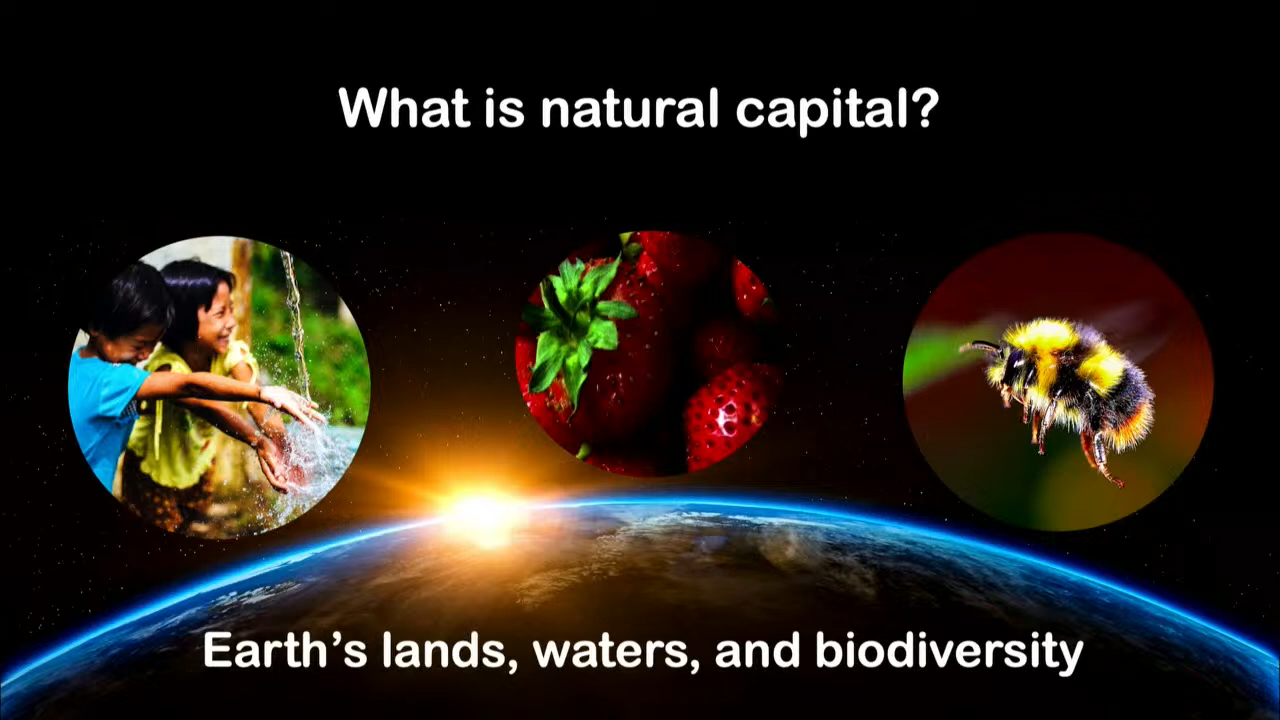 What is natural capital?
Earth’s lands, waters, and biodiversity